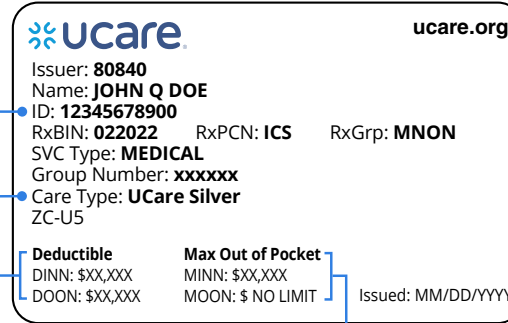 ucare
ucare.org
Issuer: 80840
Name: JOHN Q DOE
ID: 12345678900
RxBIN: 022022 RxPCN: ICS RxGrp: MNON
SVC Type: MEDICAL
Group Number: xxxxxx
Care Type: UCare Silver
ZC-U5
Deductible Max Out of Pocket
DINN: $XX,XXX MINN: $XX,XXX
DOON: $XX,XXX MOON: $ NO LIMIT Issued: MM/DD/YYYY